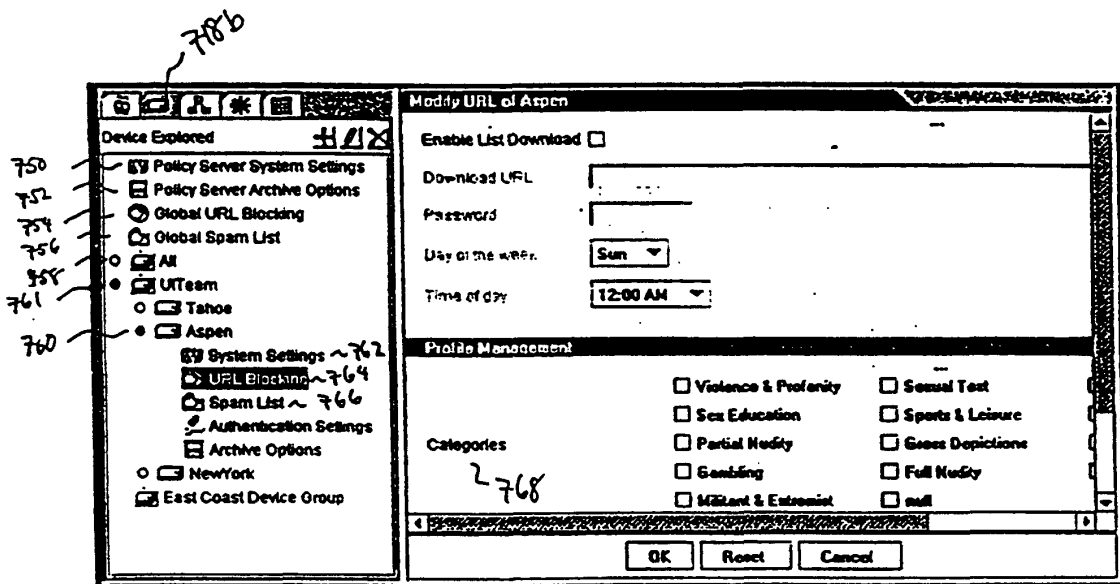 718b
Modify URL of Aspen
Device Explored
750 Policy Server System Settings
752 Policy Server Archive Options
754 Global URL Blocking
756 Global Spam List
958 All
761 UITeam
Tahoe
760 Aspen
System Settings ~ 762
URL Blocking ~ 764
Spam List ~ 766
Authentication Settings
Archive Options
NewYork
East Coast Device Group
Enable List Download
Download URL
Password
Day of the week
Sun
Time of day
12:00 AM
Profile Management
Categories
768
Violence & Profanity
Sexual Text
Sex Education
Sports & Leisure
Partial Nudity
Gross Depictions
Gambling
Full Nudity
Militant & Extremist
null
OK Reset Cancel